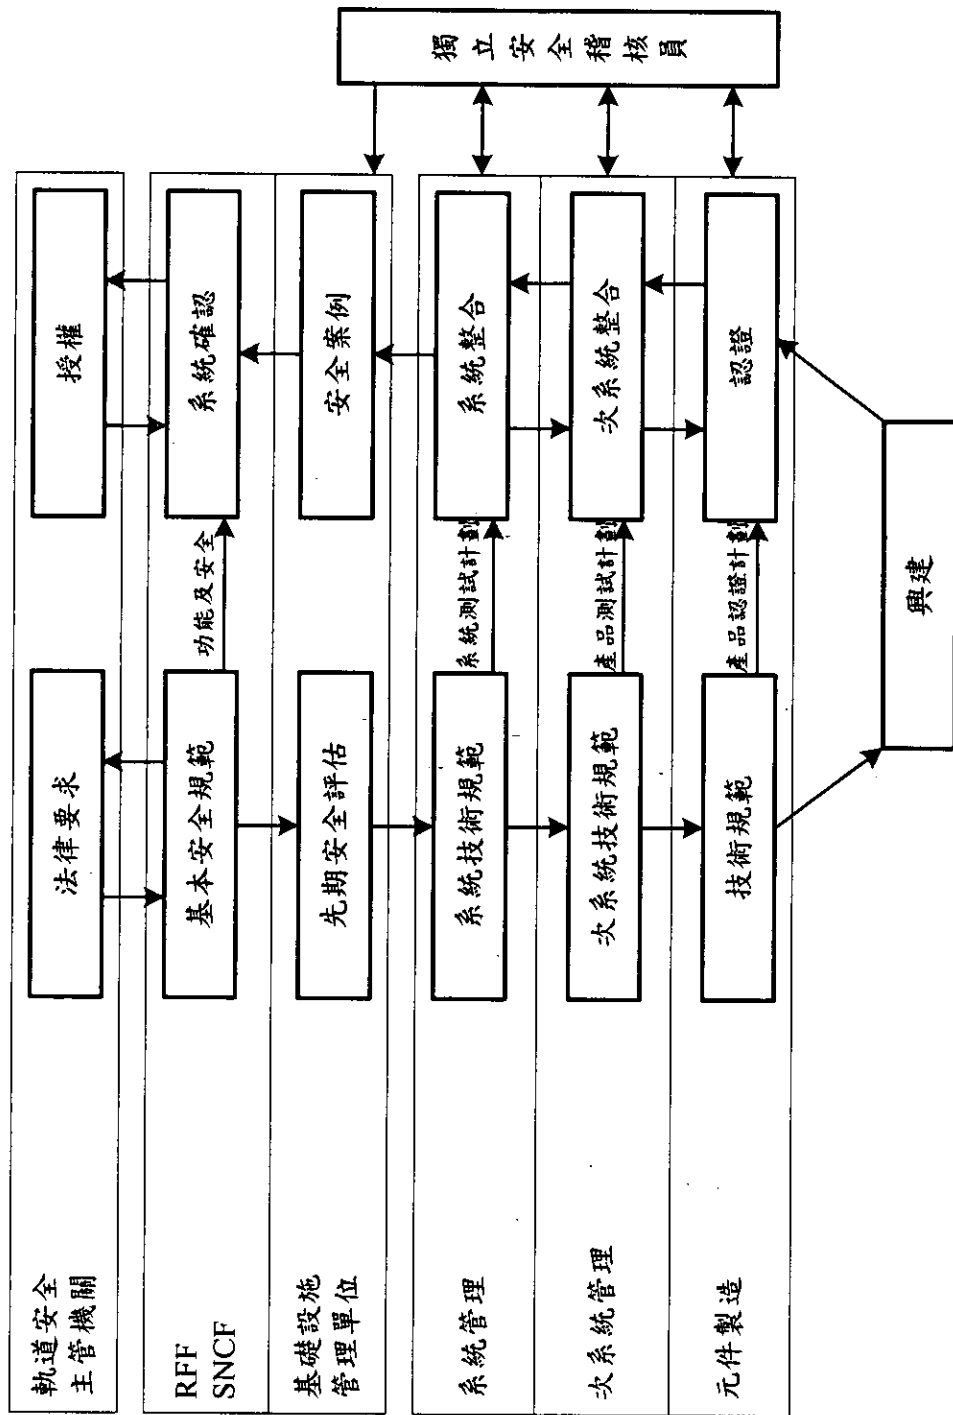 軌道安全
主管機關
法律要求
授權
RFF
SNCF
基本安全規範
功能及安全
系統確認
基礎設施
管理單位
先期安全評估
安全案例
系統管理
系統技術規範
系統測試計劃
系統整合
次系統管理
次系統技術規範
產品測試計劃
次系統整合
元件製造
技術規範
產品認證計劃
認證
興建
獨立安全稽核員